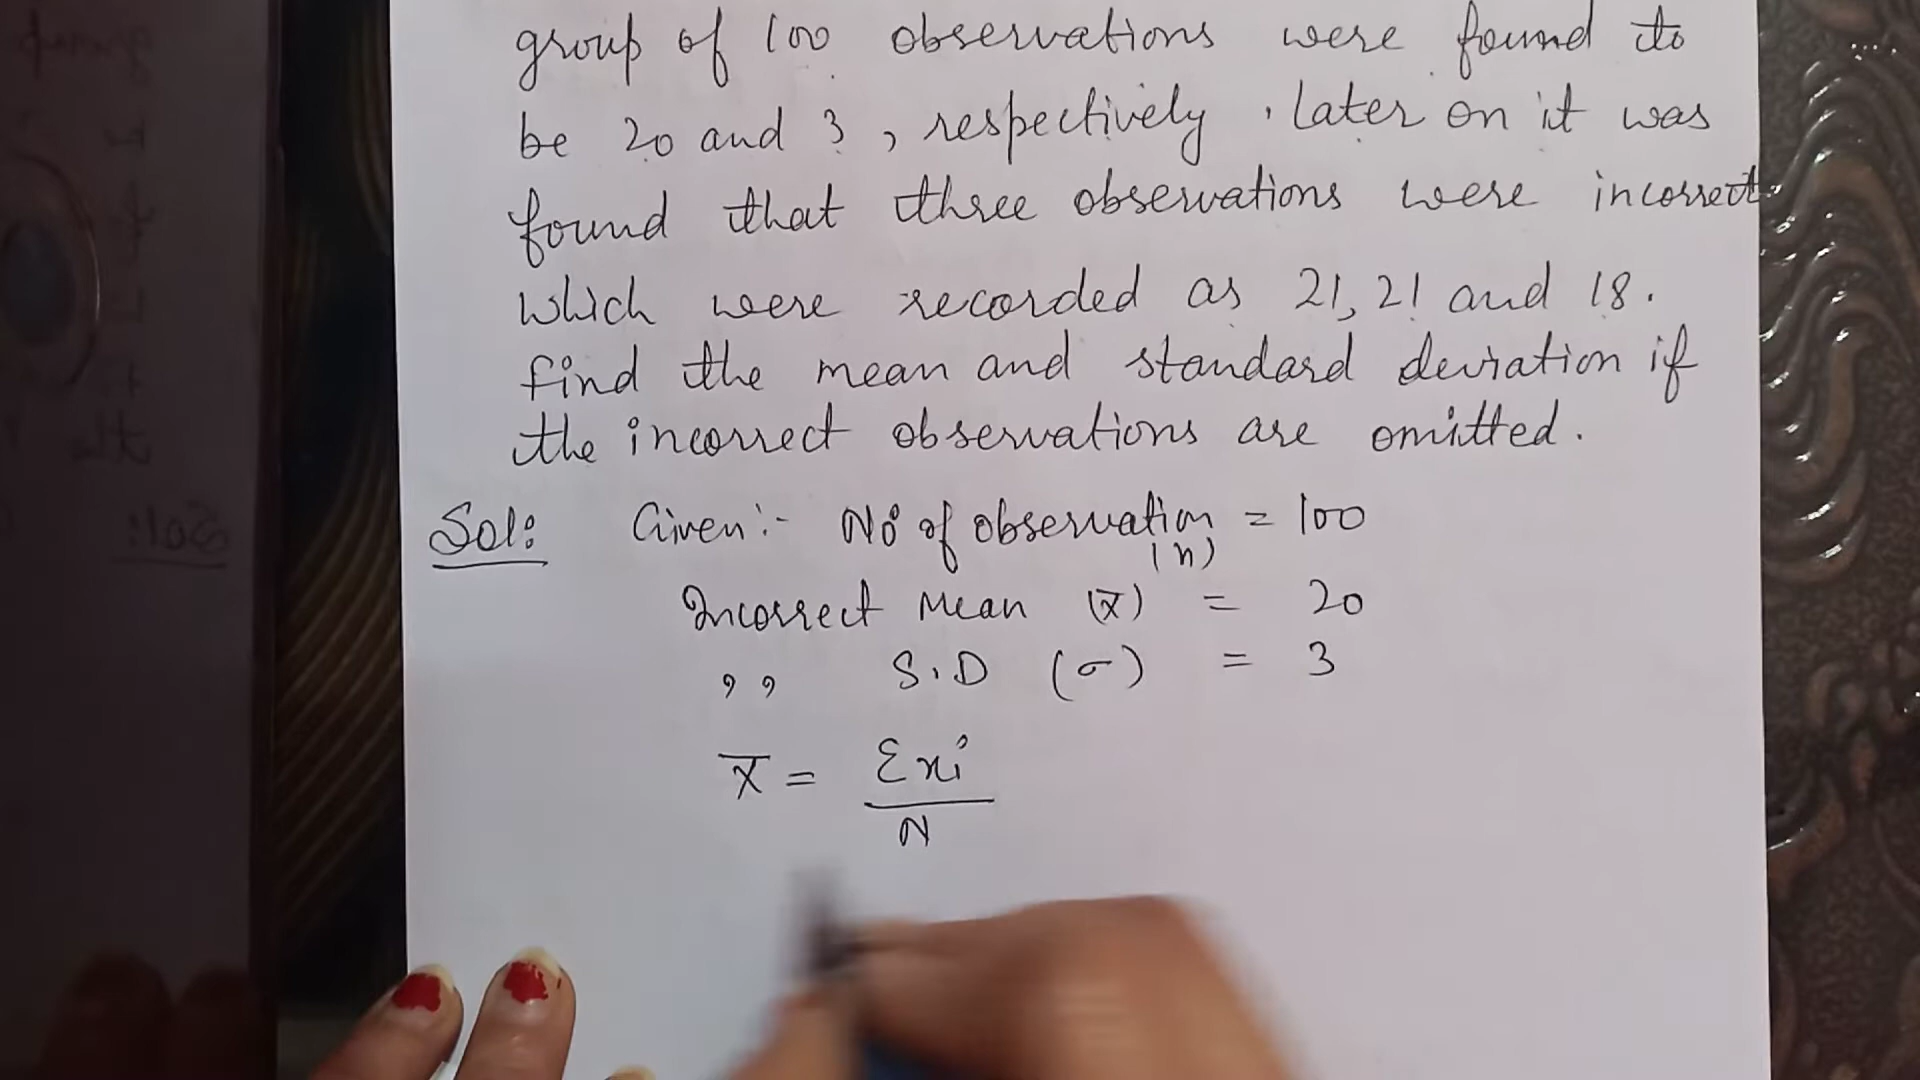 group of 100 observations were found to
be 20 and 3, respectively. Later on it was
found that three observations were incorrect.
which were recorded as 21, 21 and 18.
find the mean and standard deviation if
the incorrect observations are omitted.
Sol: Given:- No of observation (n) = 100
Incorrect Mean (x̄) = 20
,, S.D (σ) = 3
x̄ = Σxi
N